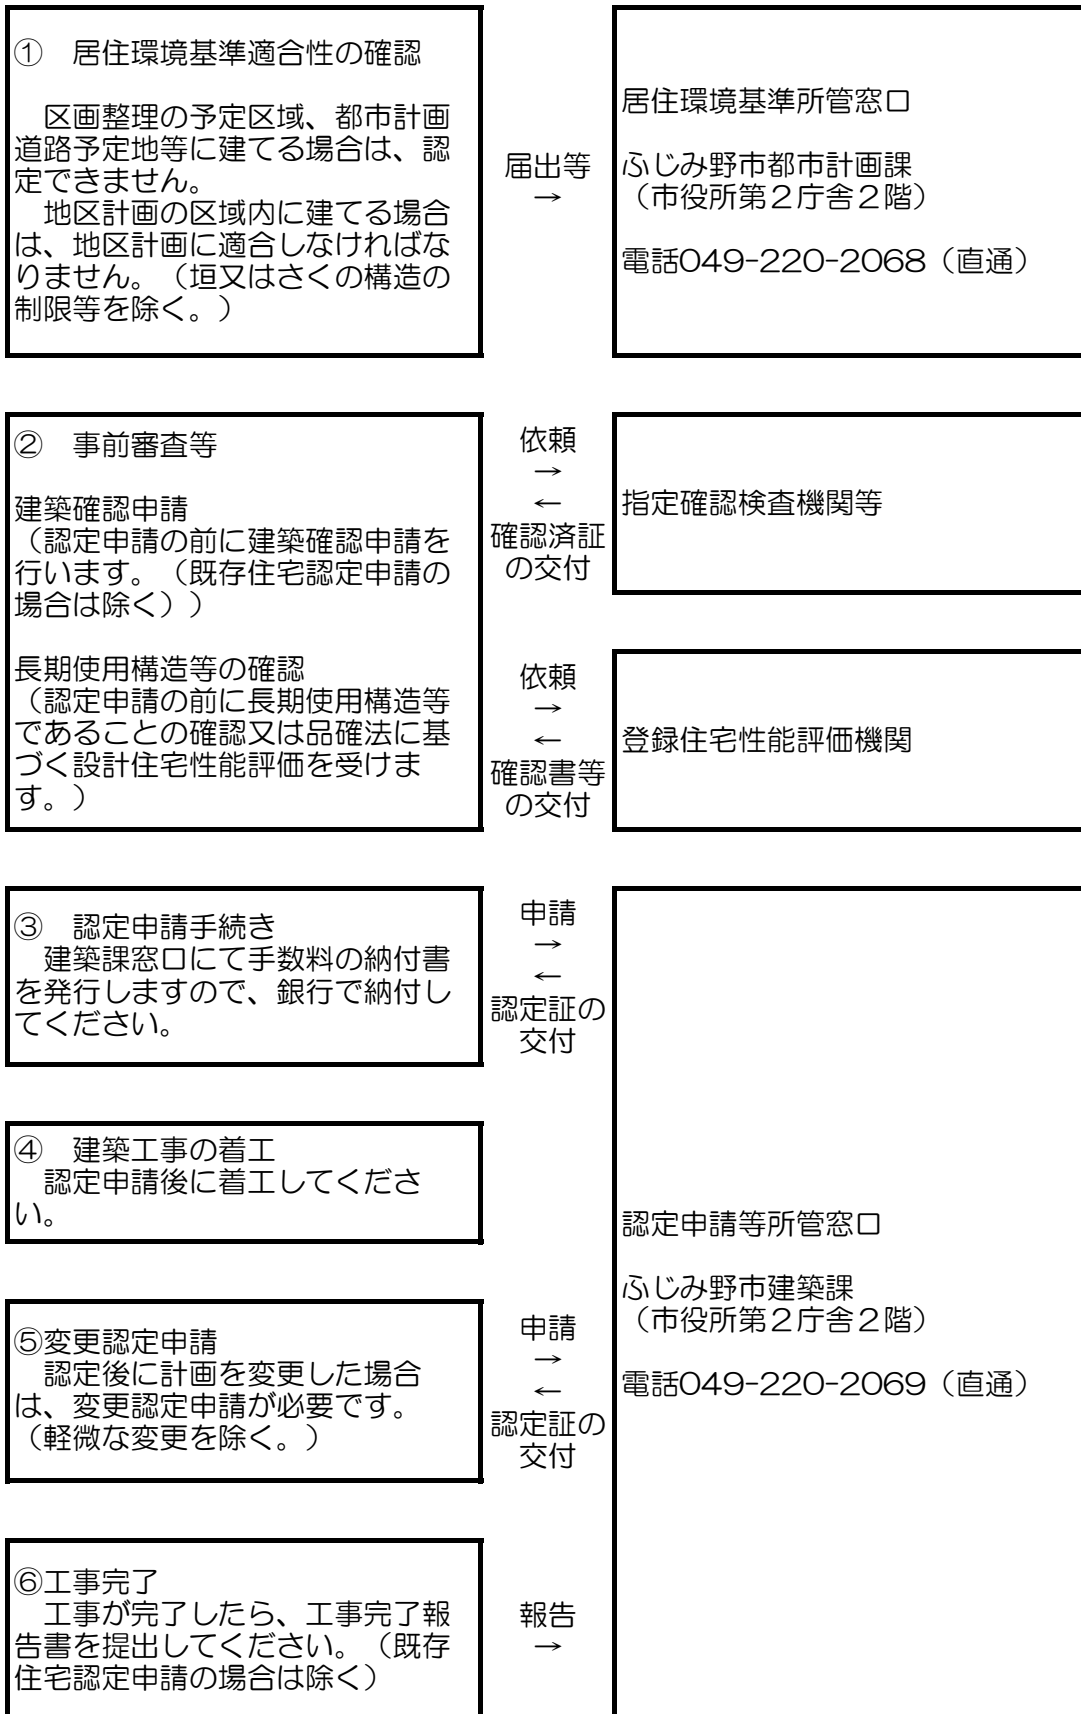 ① 居住環境基準適合性の確認
区画整理の予定区域、都市計画
道路予定地等に建てる場合は、認
定できません。
地区計画の区域内に建てる場合
は、地区計画に適合しなければな
りません。（垣又はさくの構造の
制限等を除く。）
届出等
→
居住環境基準所管窓口
ふじみ野市都市計画課
（市役所第２庁舎２階）
電話049-220-2068（直通）
② 事前審査等
建築確認申請
（認定申請の前に建築確認申請を
行います。（既存住宅認定申請の
場合は除く））
長期使用構造等の確認
（認定申請の前に長期使用構造等
であることの確認又は品確法に基
づく設計住宅性能評価を受けま
す。）
依頼
→
←
確認済証
の交付
指定確認検査機関等
依頼
→
←
確認書等
の交付
登録住宅性能評価機関
③ 認定申請手続き
建築課窓口にて手数料の納付書
を発行しますので、銀行で納付し
てください。
申請
→
←
認定証の
交付
④ 建築工事の着工
認定申請後に着工してくださ
い。
認定申請等所管窓口
ふじみ野市建築課
（市役所第２庁舎２階）
電話049-220-2069（直通）
⑤変更認定申請
認定後に計画を変更した場合
は、変更認定申請が必要です。
（軽微な変更を除く。）
申請
→
←
認定証の
交付
⑥工事完了
工事が完了したら、工事完了報
告書を提出してください。（既存
住宅認定申請の場合は除く）
報告
→